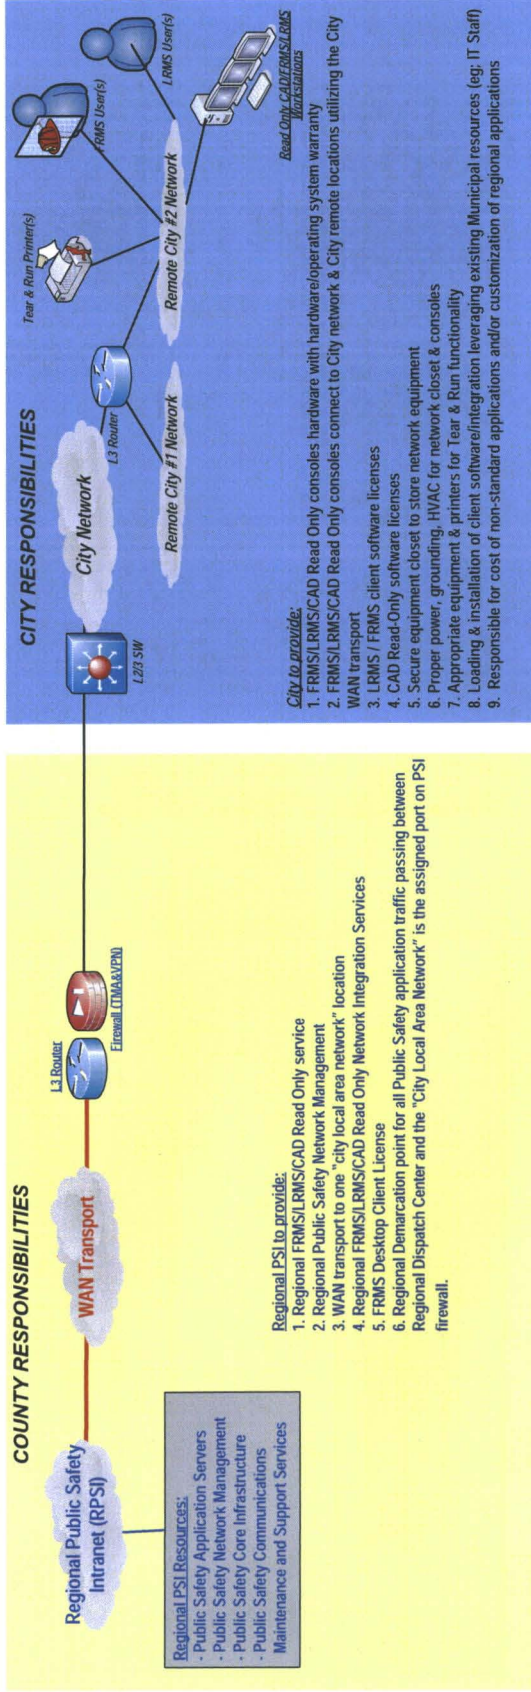 COUNTY RESPONSIBILITIES
Regional Public Safety
Intranet (RPSI)
WAN Transport
L3 Router
Firewall (TMA&VPN)
Regional PSI Resources:
- Public Safety Application Servers
- Public Safety Network Management
- Public Safety Core Infrastructure
- Public Safety Communications
Maintenance and Support Services
Regional PSI to provide:
1. Regional FRMS/LRMS/CAD Read Only service
2. Regional Public Safety Network Management
3. WAN transport to one "city local area network" location
4. Regional FRMS/LRMS/CAD Read Only Network Integration Services
5. FRMS Desktop Client License
6. Regional Demarcation point for all Public Safety application traffic passing between
Regional Dispatch Center and the "City Local Area Network" is the assigned port on PSI
firewall.
CITY RESPONSIBILITIES
L2/3 SW
City Network
L3 Router
Remote City #1 Network
Remote City #2 Network
Tear & Run Printer(s)
FRMS User(s)
LRMS User(s)
Read Only: CAD/FRMS/LRMS
Workstations
City to provide:
1. FRMS/LRMS/CAD Read Only consoles hardware with hardware/operating system warranty
2. FRMS/LRMS/CAD Read Only consoles connect to City network & City remote locations utilizing the City
WAN transport
3. LRMS / FRMS client software licenses
4. CAD Read-Only software licenses
5. Secure equipment closet to store network equipment
6. Proper power, grounding, HVAC for network closet & consoles
7. Appropriate equipment & printers for Tear & Run functionality
8. Loading & installation of client software/integration leveraging existing Municipal resources (eg; IT Staff)
9. Responsible for cost of non-standard applications and/or customization of regional applications